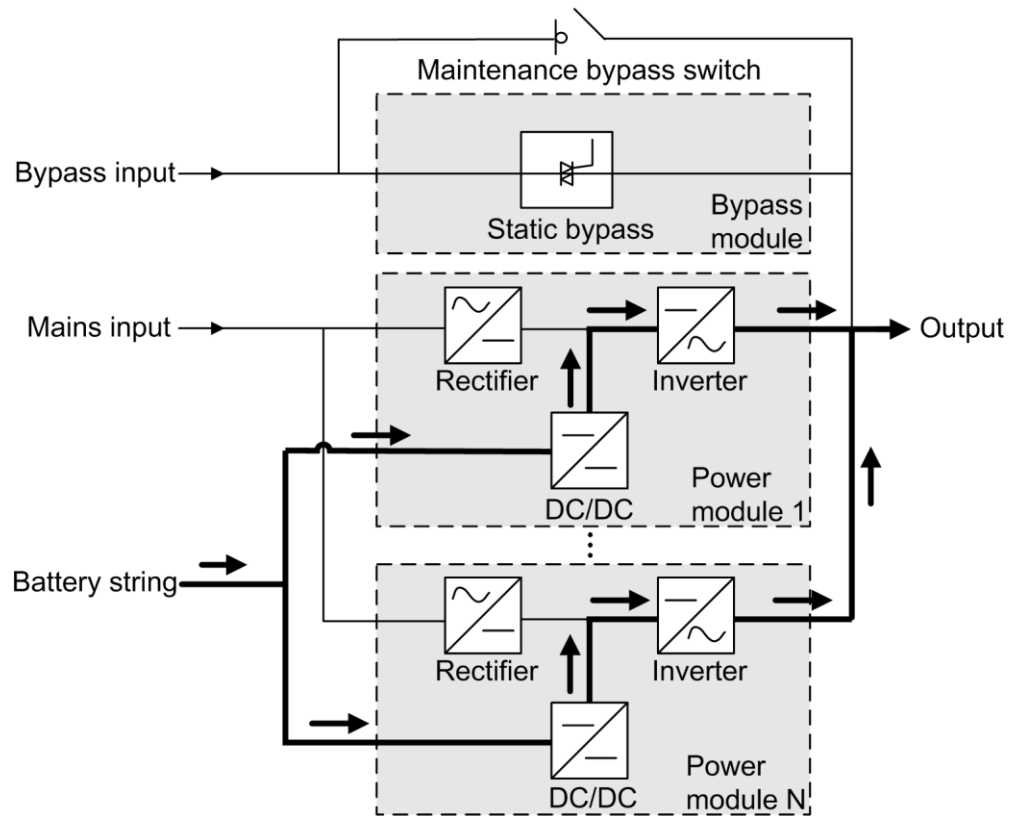 Maintenance bypass switch
Bypass input
Static bypass
Bypass
module
Mains input
Rectifier
Inverter
Output
DC/DC
Power
module 1
Battery string
Rectifier
Inverter
DC/DC
Power
module N